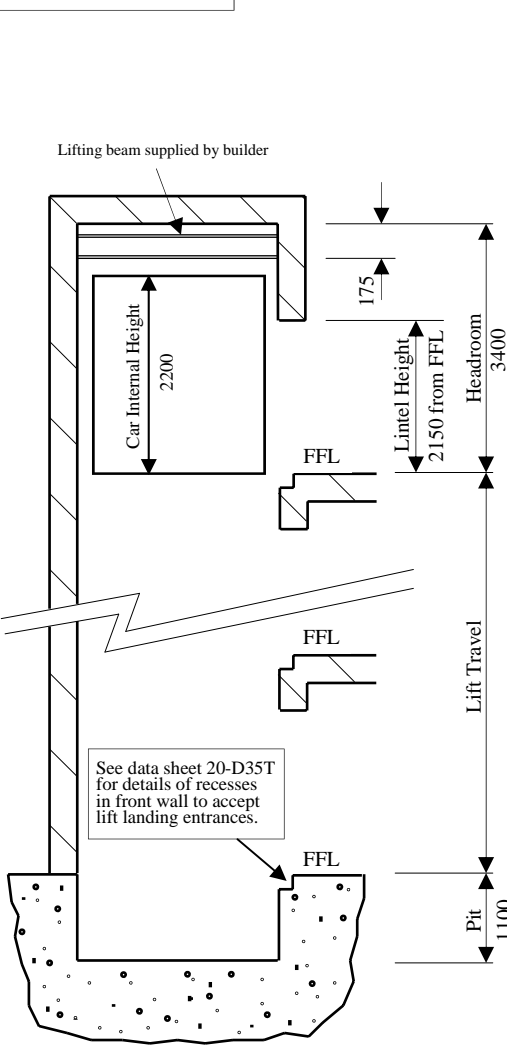 Lifting beam supplied by builder
175
Car Internal Height
2200
Lintel Height
2150 from FFL
Headroom
3400
FFL
FFL
Lift Travel
See data sheet 20-D35T
for details of recesses
in front wall to accept
lift landing entrances.
FFL
Pit
1100